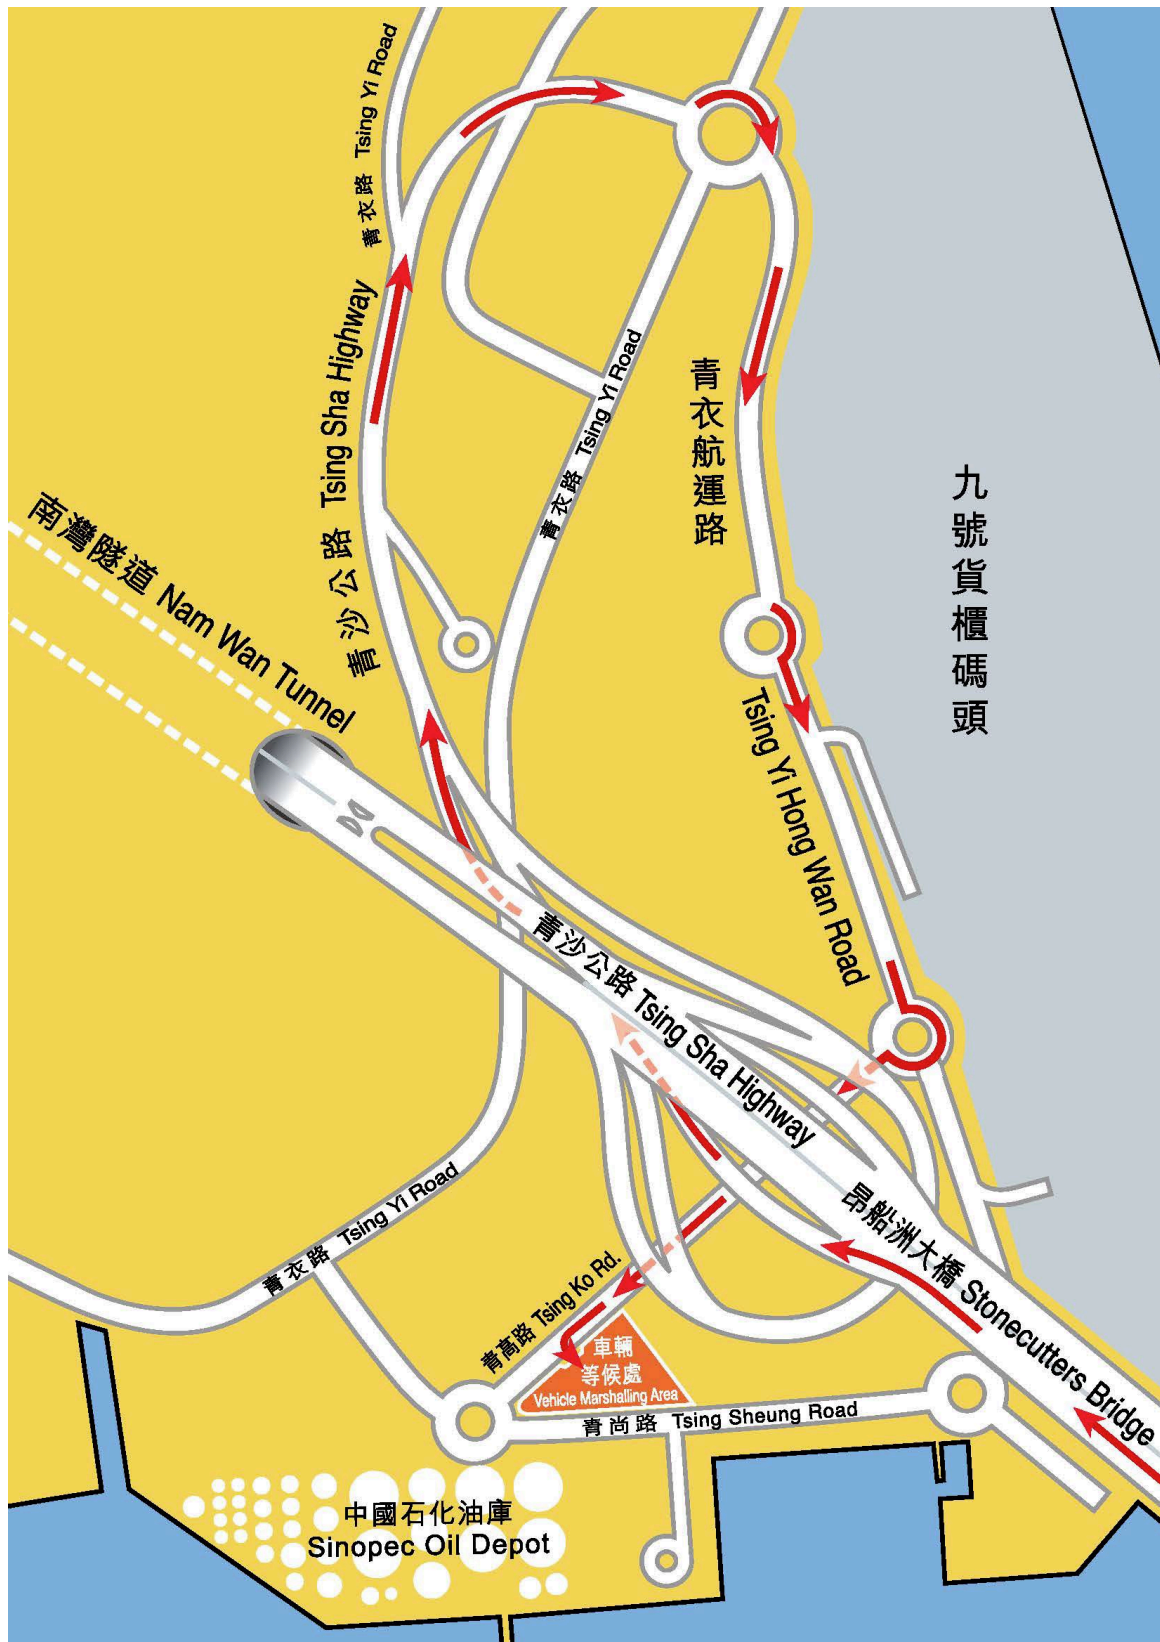 青衣路 Tsing Yi Road
青沙公路 Tsing Sha Highway
青衣路 Tsing Yi Road
青衣航運路
九號貨櫃碼頭
南灣隧道 Nam Wan Tunnel
Tsing Yi Hong Wan Road
青沙公路 Tsing Sha Highway
青衣路 Tsing Yi Road
昂船洲大橋 Stonecutters Bridge
青高路 Tsing Ko Rd.
車輛
等候處
Vehicle Marshalling Area
青尚路 Tsing Sheung Road
中國石化油庫
Sinopec Oil Depot